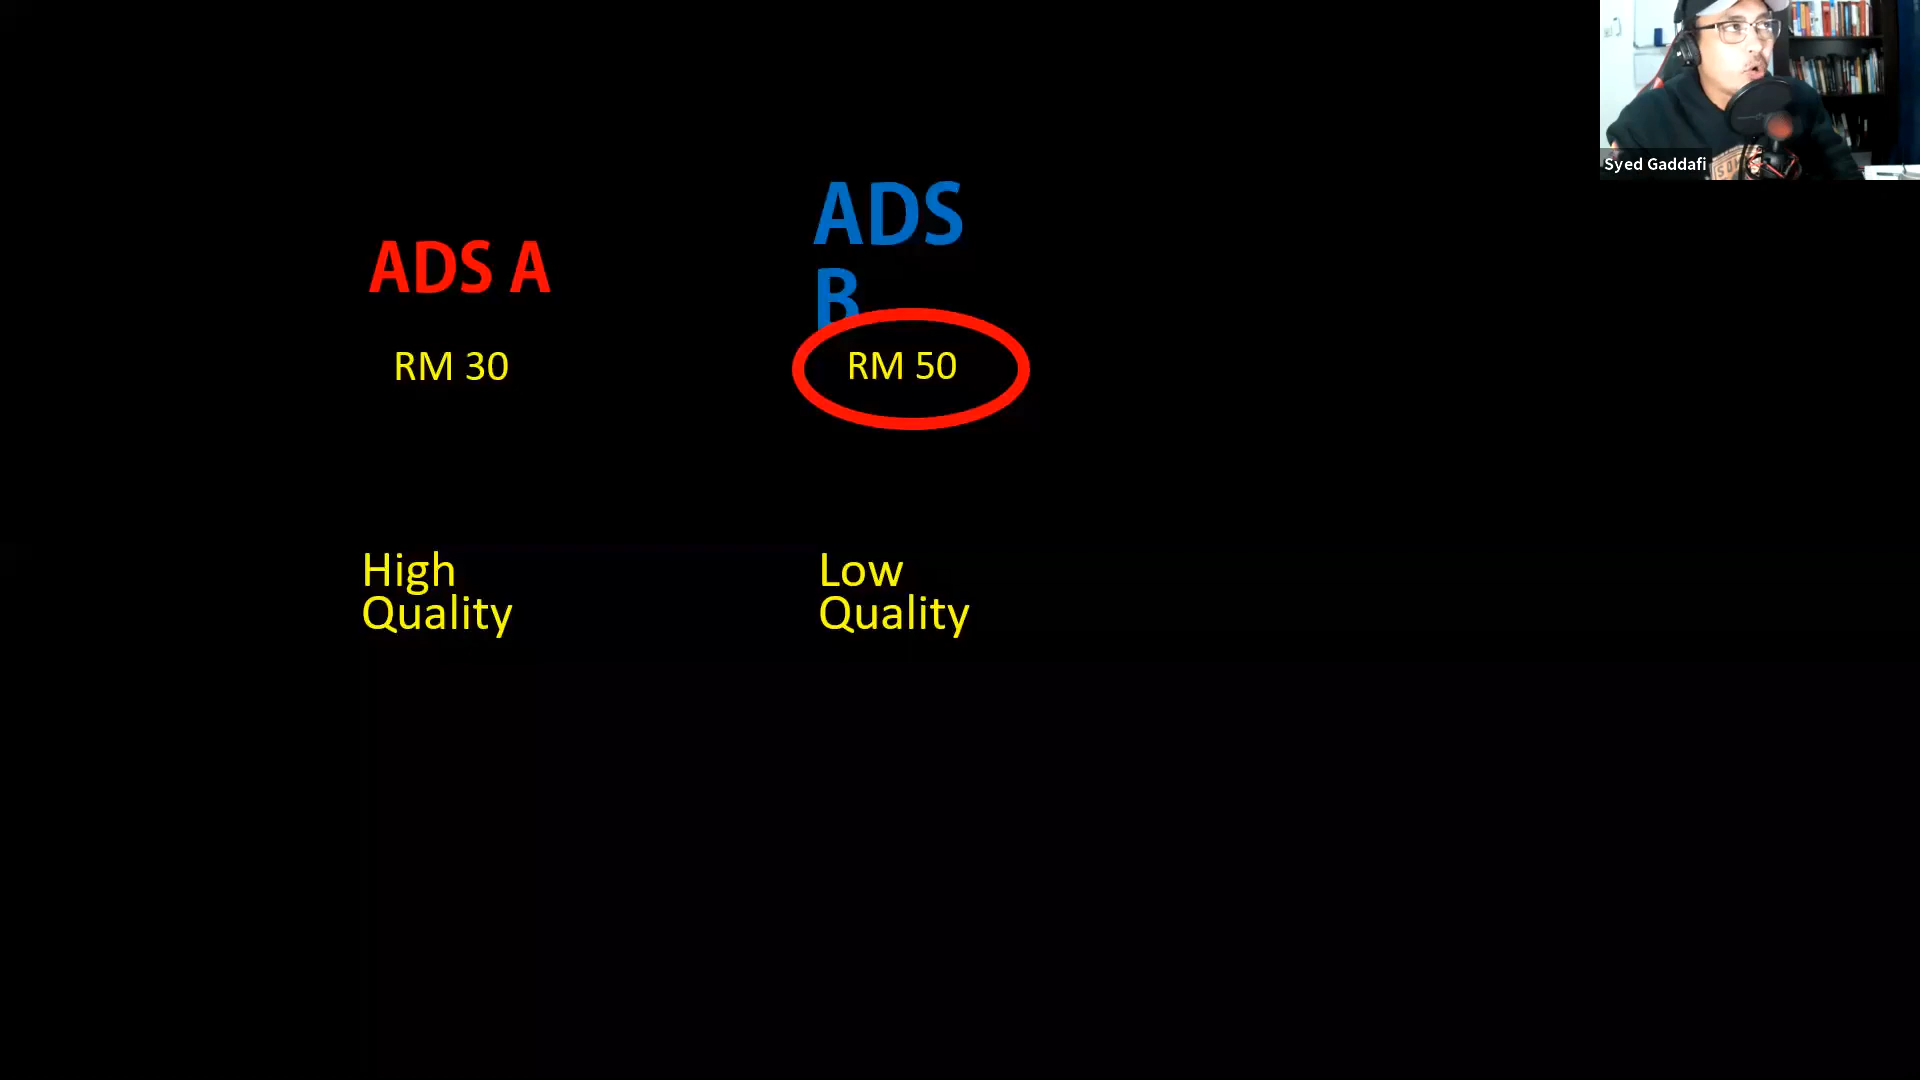 Syed Gaddafi
ADS A
ADS
B
RM 30
RM 50
High
Quality
Low
Quality